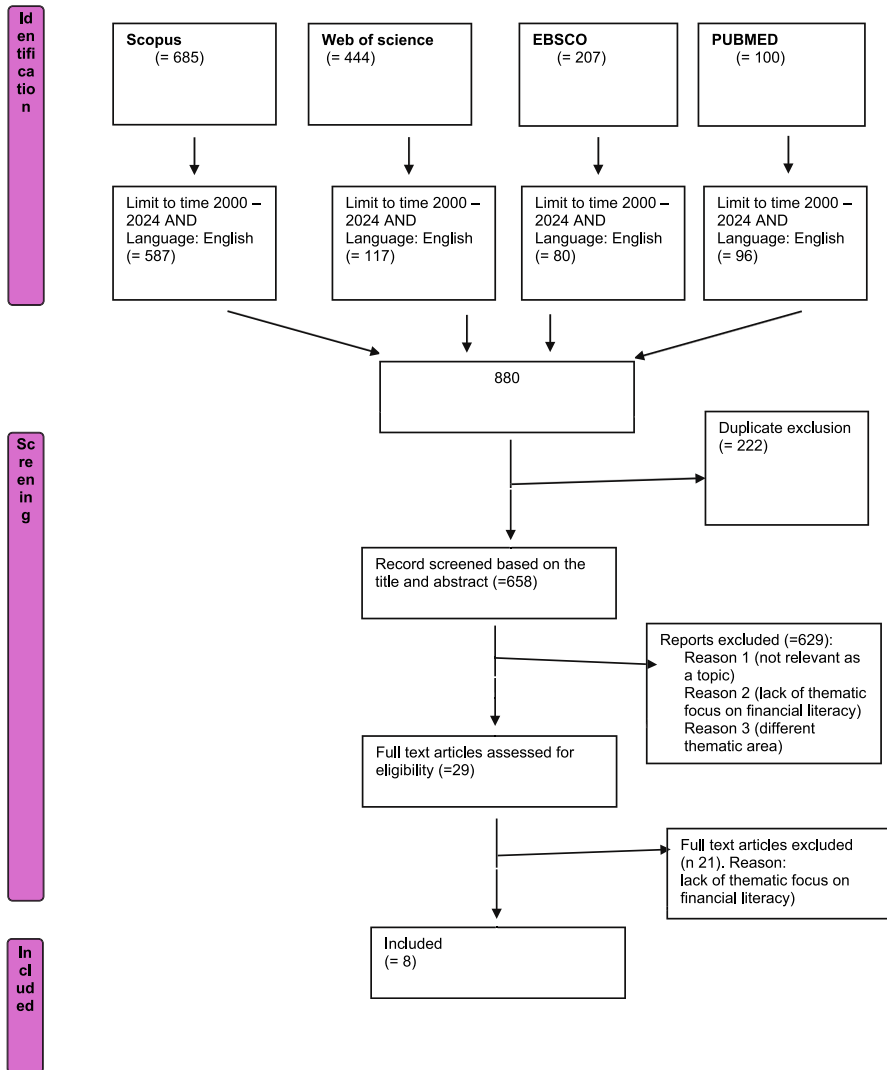 Id
en
tifi
ca
tio
n
Scopus
(= 685)
Web of science
(= 444)
EBSCO
(= 207)
PUBMED
(= 100)
Limit to time 2000 –
2024 AND
Language: English
(= 587)
Limit to time 2000 –
2024 AND
Language: English
(= 117)
Limit to time 2000 –
2024 AND
Language: English
(= 80)
Limit to time 2000 –
2024 AND
Language: English
(= 96)
880
Sc
re
en
in
g
Duplicate exclusion
(= 222)
Record screened based on the
title and abstract (=658)
Reports excluded (=629):
Reason 1 (not relevant as
a topic)
Reason 2 (lack of thematic
focus on financial literacy)
Reason 3 (different
thematic area)
Full text articles assessed for
eligibility (=29)
Full text articles excluded
(n 21). Reason:
lack of thematic focus on
financial literacy)
In
cl
ud
ed
Included
(= 8)